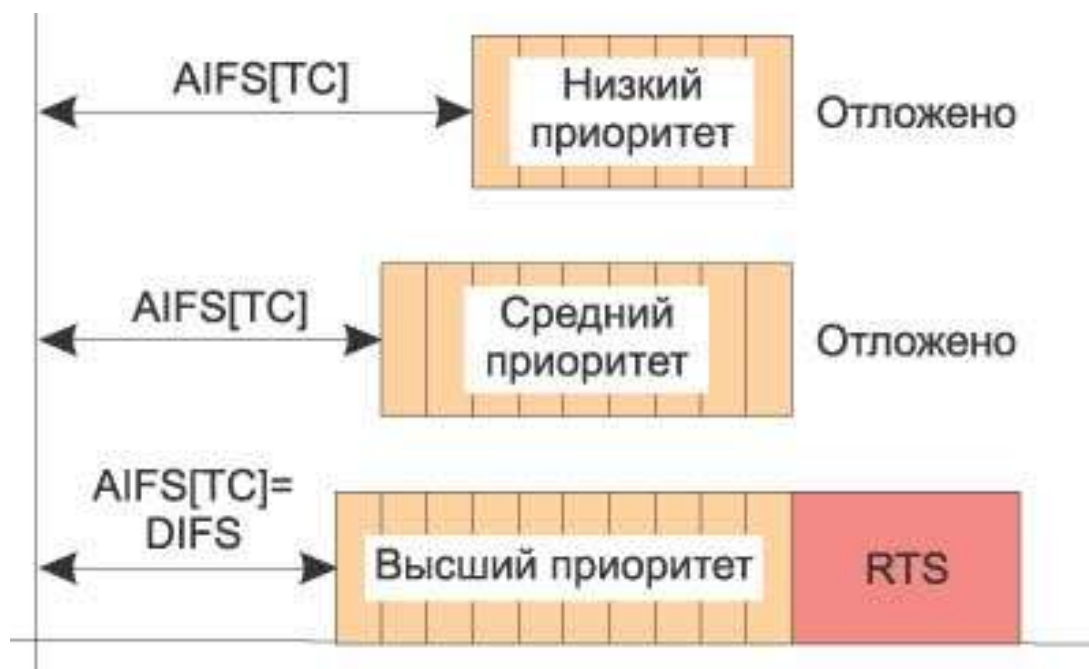 AIFS[TC]
Низкий
приоритет
Отложено
AIFS[TC]
Средний
приоритет
Отложено
AIFS[TC]=
DIFS
Высший приоритет
RTS